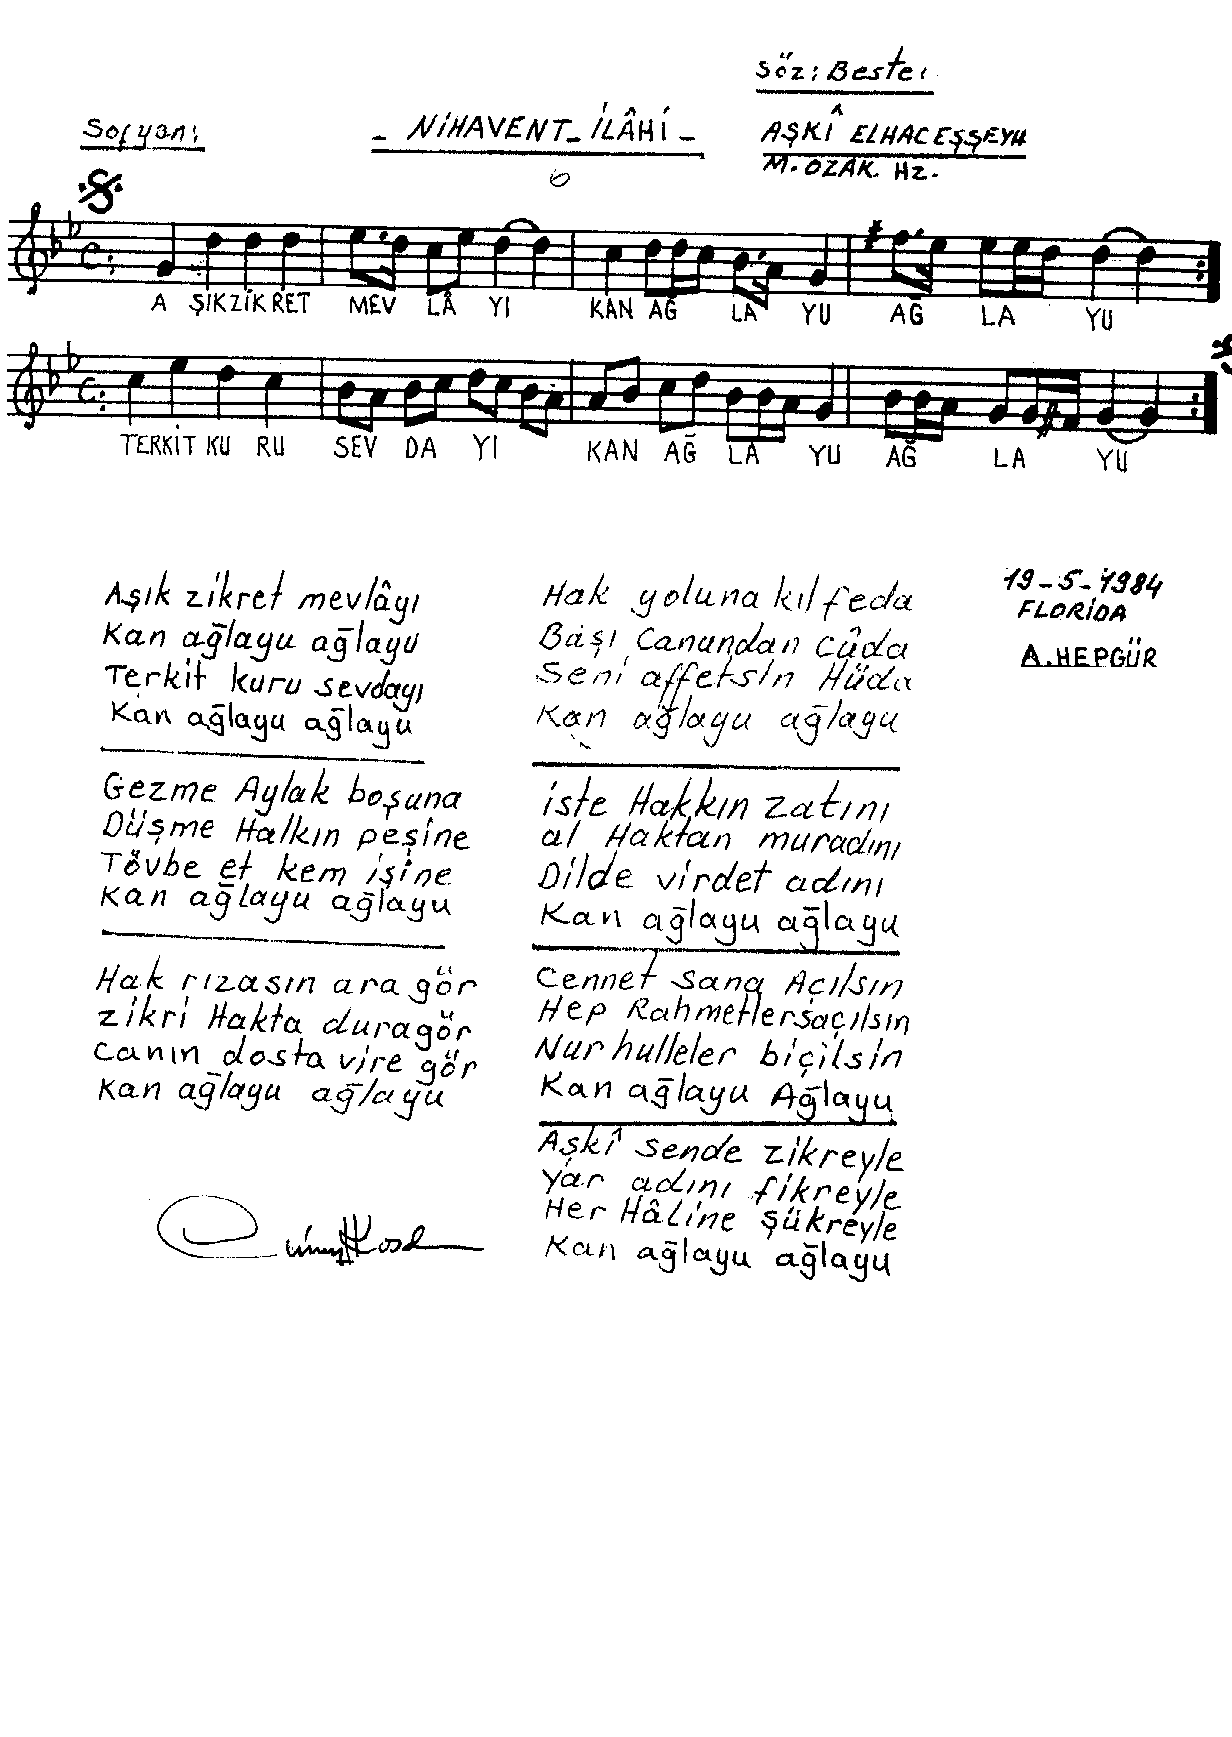 Söz: Beste:
Sofyan:
- NİHAVENT - İLÂHİ -
AŞKÎ ELHACEŞŞEYH
M. OZAK. Hz.
6
A ŞIK ZİK RET MEV LÂ YI KAN AĞ LA YU AĞ LA YU
TERKİT KU RU SEV DA YI KAN AĞ LA YU AĞ LA YU
Aşık zikret mevlâyı
Kan ağlayu ağlayu
Terkit kuru sevdayı
Kan ağlayu ağlayu
Gezme Aylak boşuna
Düşme Halkın peşine
Tövbe et kem işine
Kan ağlayu ağlayu
Hak rızasın ara gör
zikri Hakta duragör
Canın dosta vire gör
Kan ağlayu ağlayu
Hak yoluna kıl feda
Başı Canundan cûda
Seni affetsin Hüda
Kan ağlayu ağlayu
iste Hakkın zatını
al Haktan muradını
Dilde virdet adını
Kan ağlayu ağlayu
Cennet sana Açılsın
Hep Rahmetler saçılsın
Nur hulleler biçilsin
Kan ağlayu Ağlayu
Aşkî sende zikreyle
Yar adını fikreyle
Her Hâline şükreyle
Kan ağlayu ağlayu
19-5-1984
FLORİDA
A.HEPGÜR